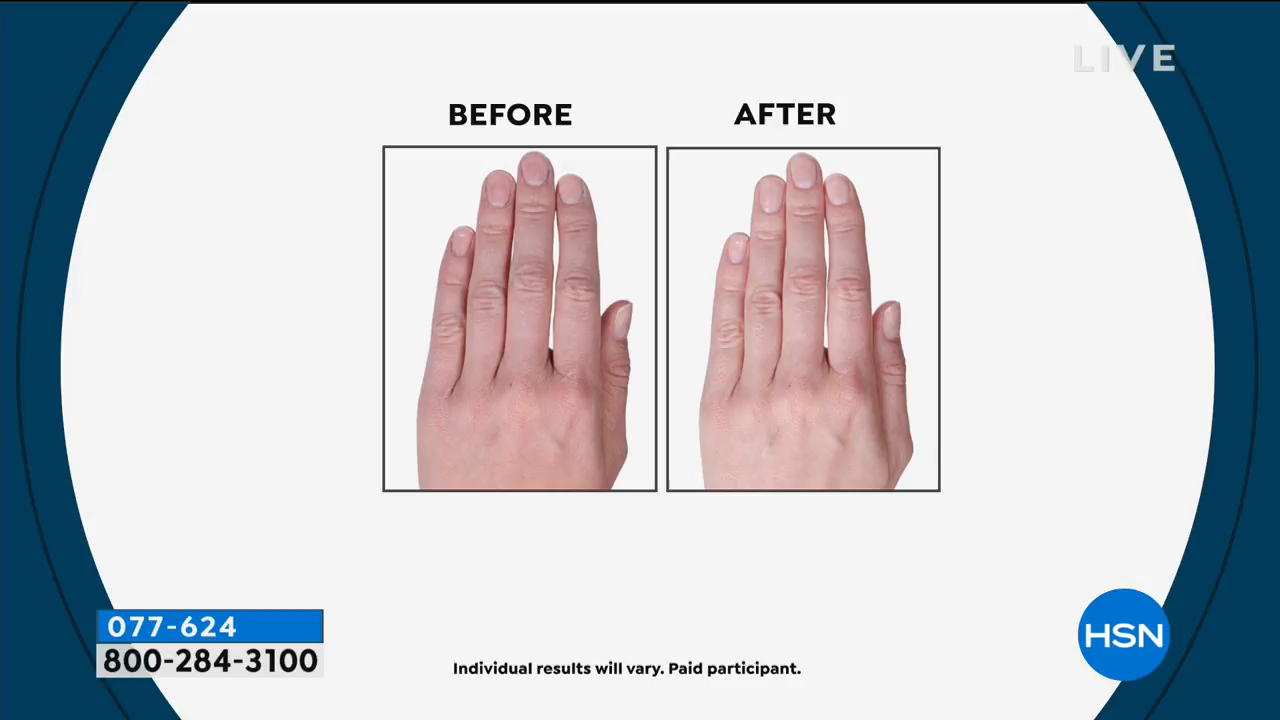 LIVE
BEFORE
AFTER
077-624
800-284-3100
HSN
Individual results will vary. Paid participant.